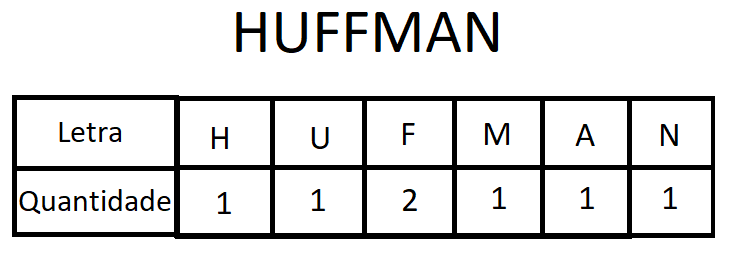 HUFFMAN
Letra H U F M A N
Quantidade 1 1 2 1 1 1